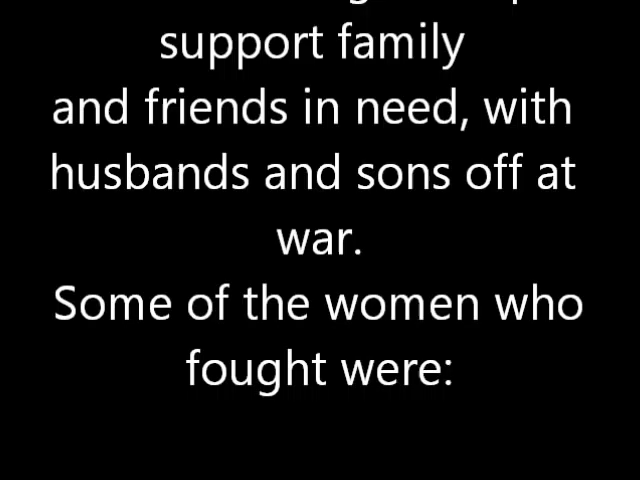 support family
and friends in need, with
husbands and sons off at
war.
Some of the women who
fought were: